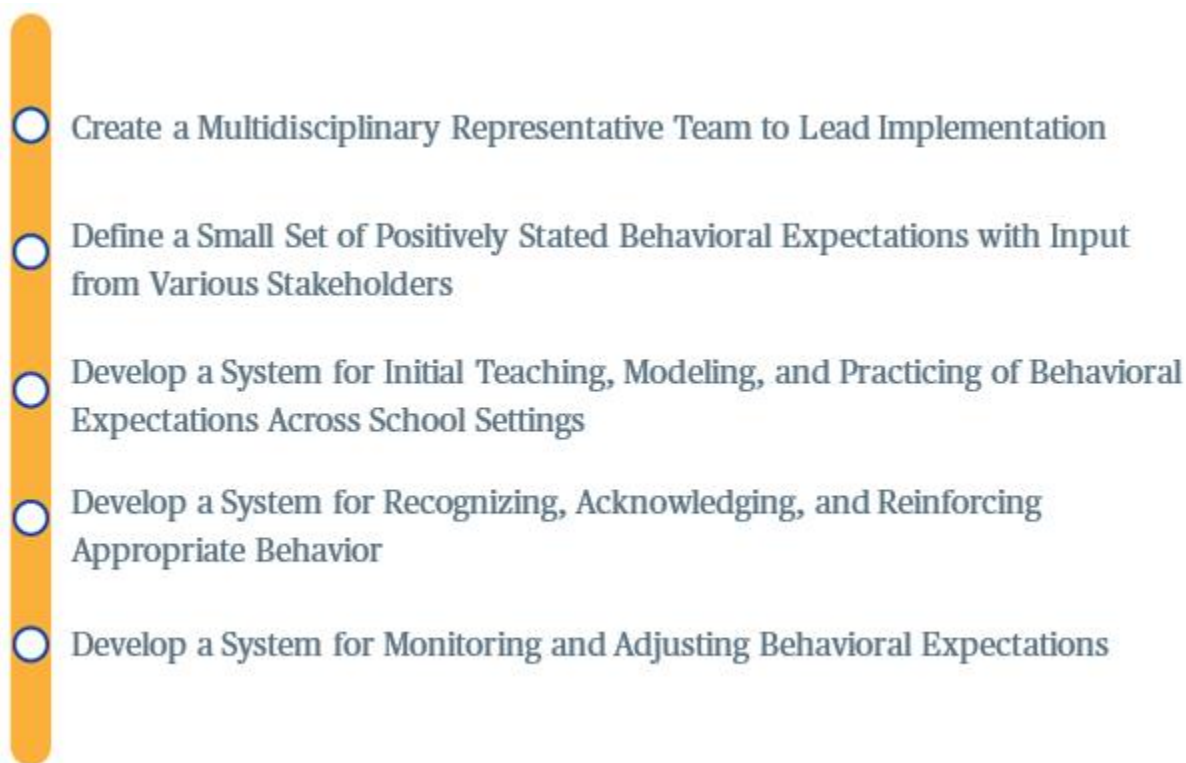 Create a Multidisciplinary Representative Team to Lead Implementation
Define a Small Set of Positively Stated Behavioral Expectations with Input
from Various Stakeholders
Develop a System for Initial Teaching, Modeling, and Practicing of Behavioral
Expectations Across School Settings
Develop a System for Recognizing, Acknowledging, and Reinforcing
Appropriate Behavior
Develop a System for Monitoring and Adjusting Behavioral Expectations